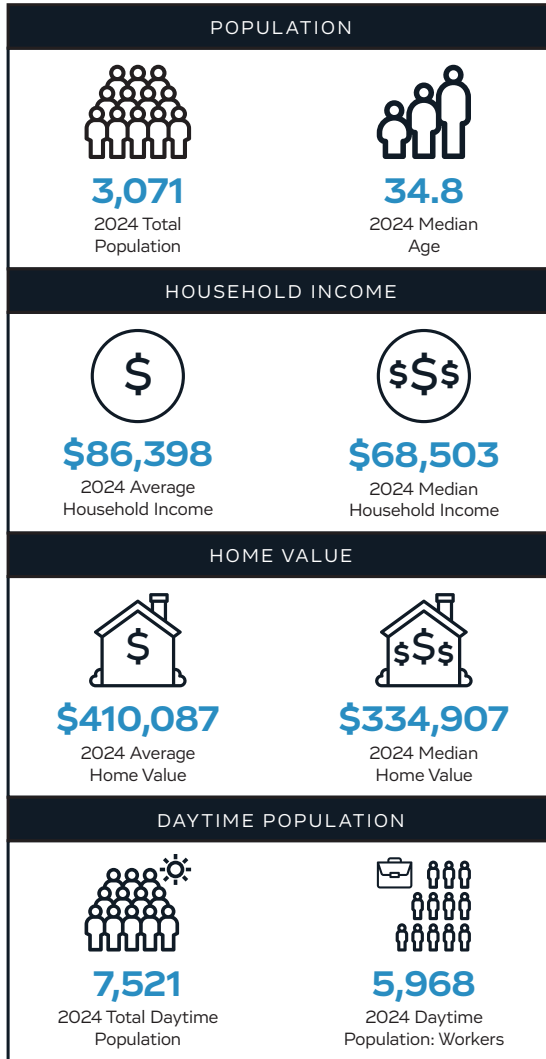 POPULATION
3,071
2024 Total
Population
34.8
2024 Median
Age
HOUSEHOLD INCOME
$
$86,398
2024 Average
Household Income
$$$
$68,503
2024 Median
Household Income
HOME VALUE
$
$410,087
2024 Average
Home Value
$$$
$334,907
2024 Median
Home Value
DAYTIME POPULATION
7,521
2024 Total Daytime
Population
5,968
2024 Daytime
Population: Workers